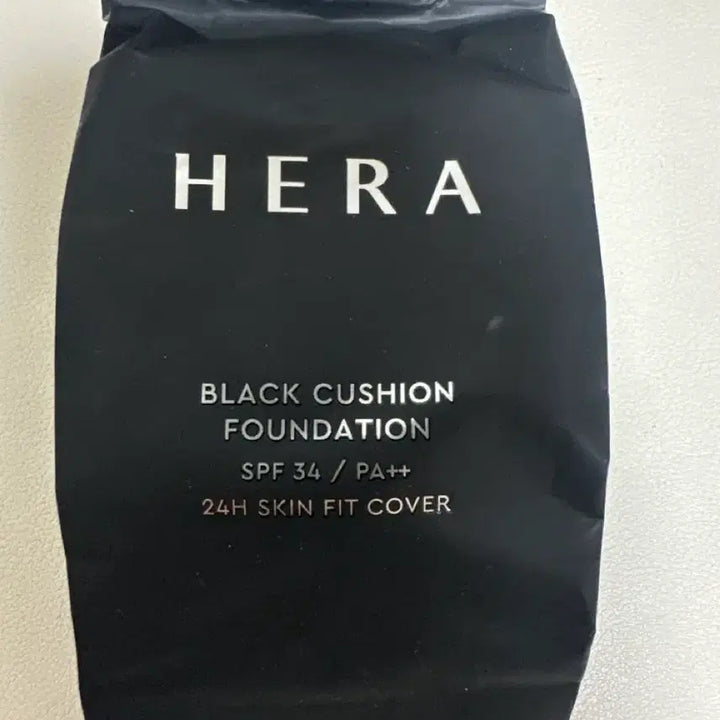 HERA
BLACK CUSHION
FOUNDATION
SPF 34 / PA++
24H SKIN FIT COVER